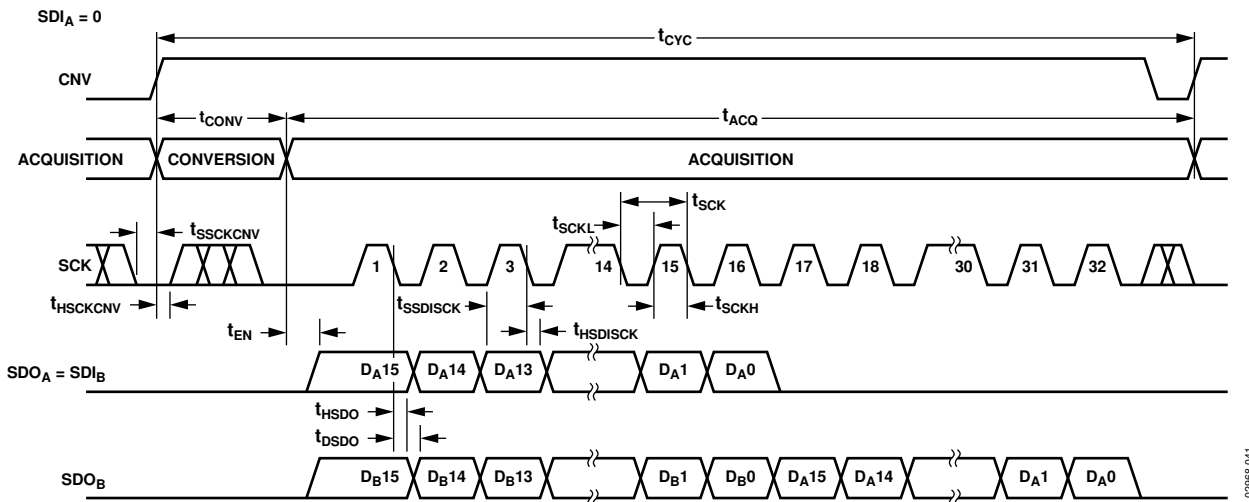 SDIA = 0
tCYC
CNV
tCONV
tACQ
ACQUISITION
CONVERSION
ACQUISITION
tSCK
tSCKL
tSSCKCNV
SCK
1 2 3 14 15 16 17 18 30 31 32
tHSCKCNV
tSSDISCK
tSCKH
tEN
tHSDISCK
SDOA = SDIB
DA15 DA14 DA13 DA1 DA0
tHSDO
tDSDO
SDOB
DB15 DB14 DB13 DB1 DB0 DA15 DA14 DA1 DA0